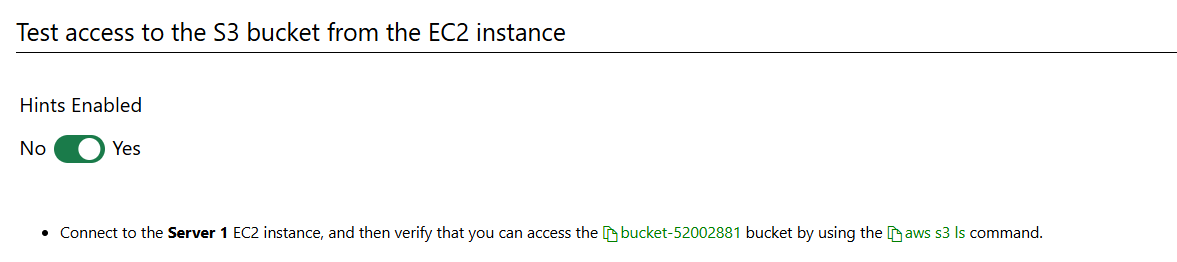 Test access to the S3 bucket from the EC2 instance
Hints Enabled
No Yes
• Connect to the Server 1 EC2 instance, and then verify that you can access the bucket-52002881 bucket by using the aws s3 ls command.